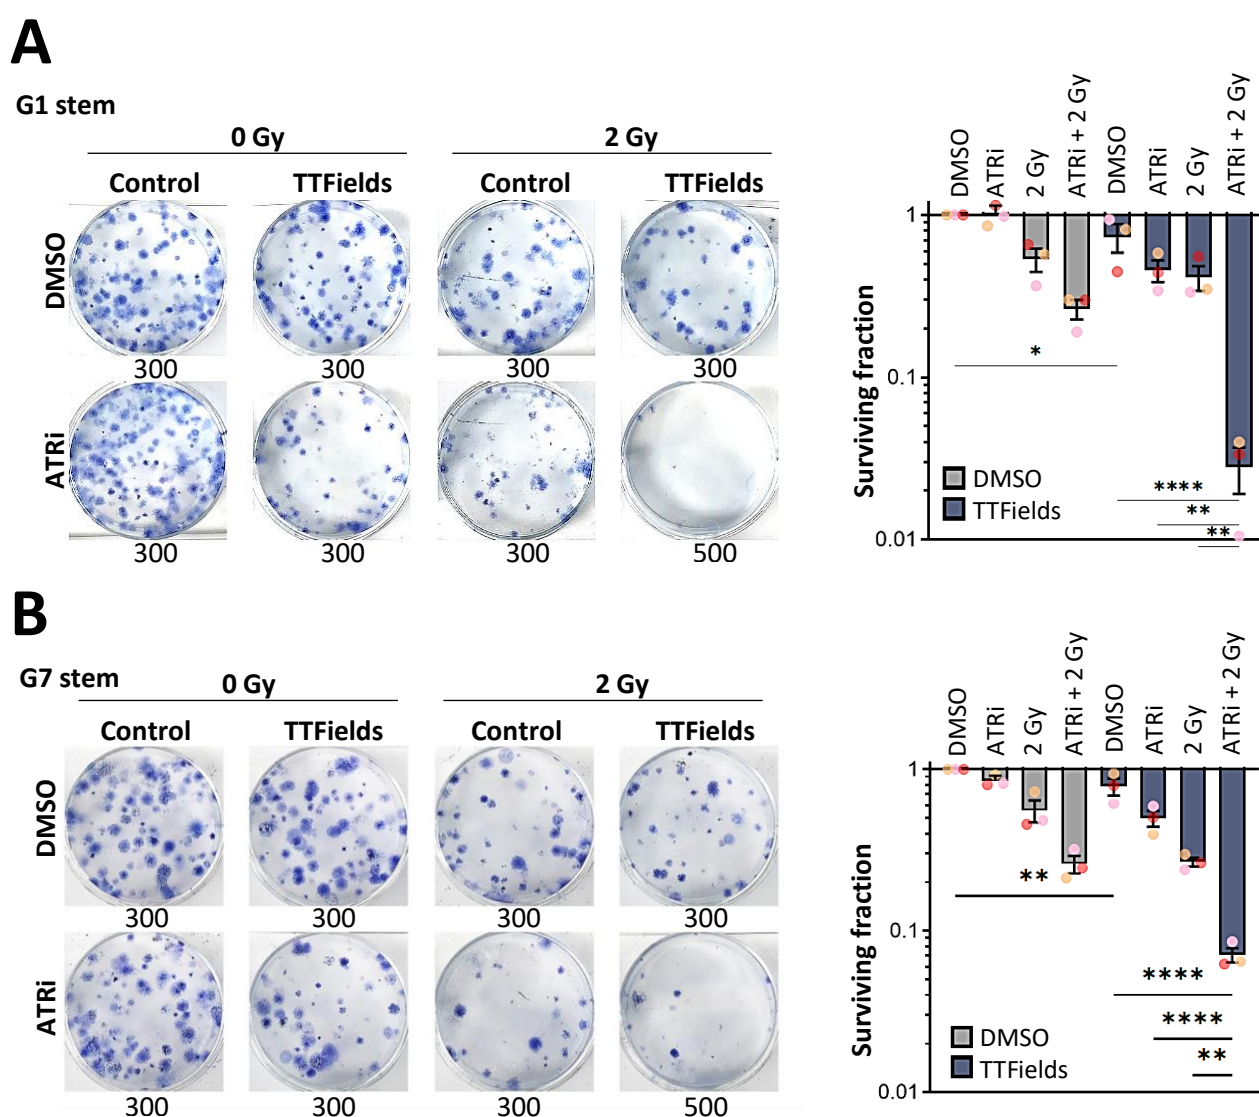 A
G1 stem
0 Gy
2 Gy
Control
TTFields
Control
TTFields
DMSO
300
300
300
300
ATRi
300
300
300
500
DMSO
ATRi
2 Gy
ATRi + 2 Gy
DMSO
ATRi
2 Gy
ATRi + 2 Gy
Surviving fraction
1
0.1
0.01
*
****
**
**
DMSO
TTFields
B
G7 stem
0 Gy
2 Gy
Control
TTFields
Control
TTFields
DMSO
300
300
300
300
ATRi
300
300
300
500
DMSO
ATRi
2 Gy
ATRi + 2 Gy
DMSO
ATRi
2 Gy
ATRi + 2 Gy
Surviving fraction
1
0.1
0.01
**
****
****
**
DMSO
TTFields